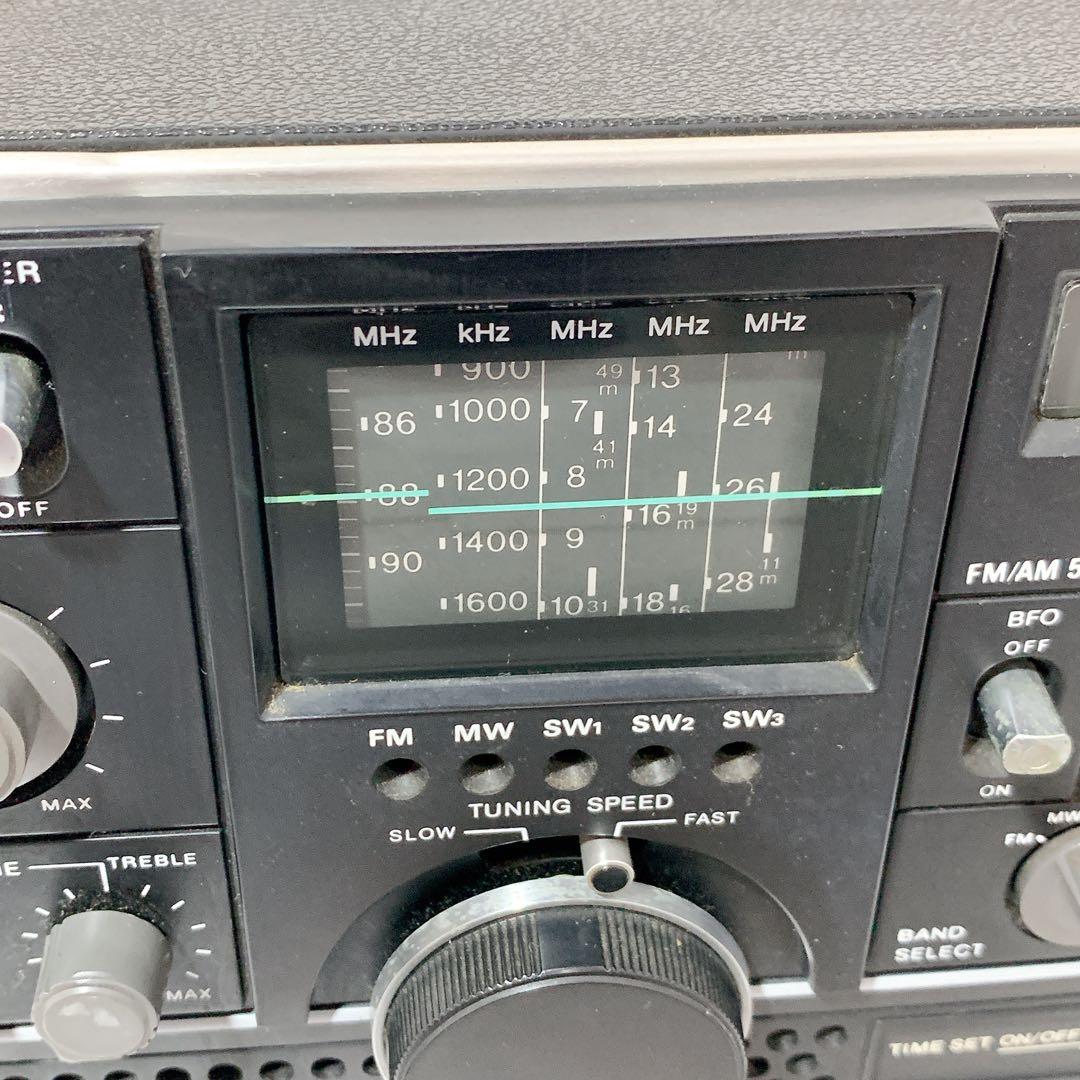 MHz kHz MHz MHz MHz
900 49 m 13 m
86 1000 7 14 24
41 m
88 1200 8 26
16 19 m
90 1400 9 11 m
1600 10 31 18 16 28
OFF
MAX
TREBLE
MAX
FM MW SW1 SW2 SW3
TUNING SPEED
SLOW FAST
FM/AM
BFO
OFF
ON
MW
FM
BAND
SELECT
TIME SET ON/OFF